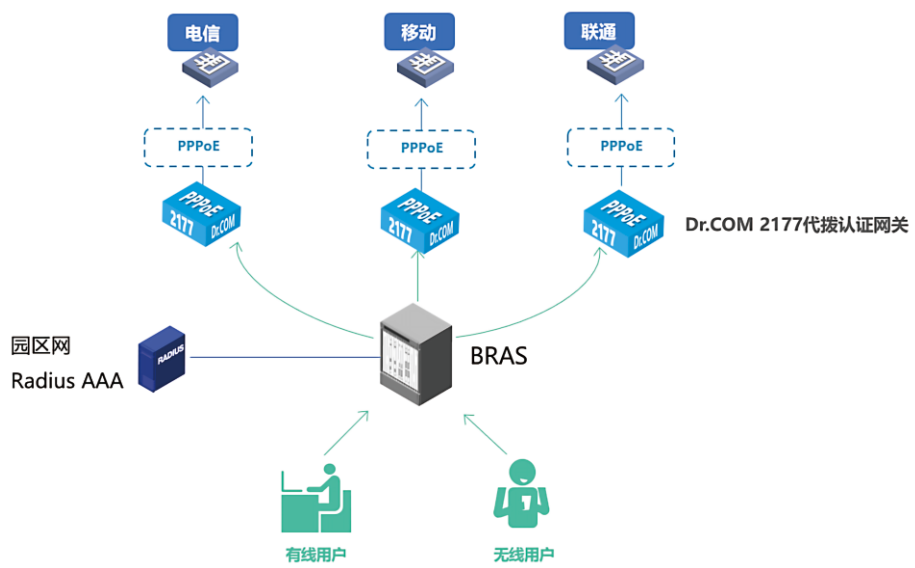 电信
移动
联通
PPPoE
PPPoE
PPPoE
PPPoE
2177
Dr.COM
PPPoE
2177
Dr.COM
PPPoE
2177
Dr.COM
Dr.COM 2177代拨认证网关
园区网
Radius AAA
RADIUS
BRAS
有线用户
无线用户